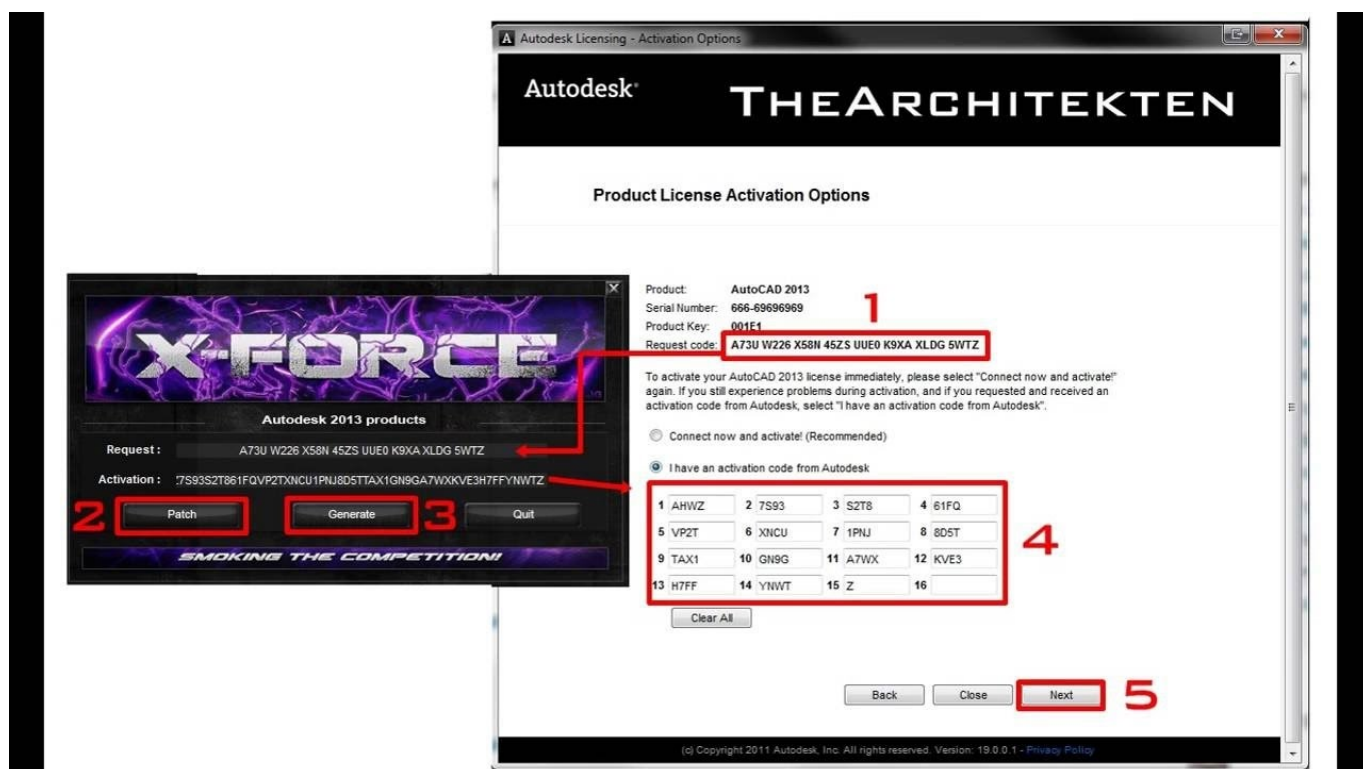 Autodesk Licensing - Activation Options
Autodesk
THEARCHITEKTEN
Product License Activation Options
Product: AutoCAD 2013
Serial Number: 666-69696969
Product Key: 001E1
1
Request code: A73U W226 X58N 45ZS UUE0 K9XA XLDG 5WTZ
To activate your AutoCAD 2013 license immediately, please select "Connect now and activate!"
again. If you still experience problems during activation, and if you requested and received an
activation code from Autodesk, select "I have an activation code from Autodesk".
Connect now and activate! (Recommended)
I have an activation code from Autodesk
1 AHWZ 2 7S93 3 S2T8 4 61FQ
5 VP2T 6 XNCU 7 1PNJ 8 8D5T
9 TAX1 10 GN9G 11 A7WX 12 KVE3
13 H7FF 14 YNWT 15 Z 16
4
Clear All
Back Close Next 5
(c) Copyright 2011 Autodesk, Inc. All rights reserved. Version: 19.0.0.1 - Privacy Policy
X-FORCE
Autodesk 2013 products
Request : A73U W226 X58N 45ZS UUE0 K9XA XLDG 5WTZ
Activation : 7S93S2T861FQVP2TXNCU1PNJ8D5TTAX1GN9GA7WXKVE3H7FFYNWTZ
2 Patch Generate 3 Quit
SMOKING THE COMPETITION!